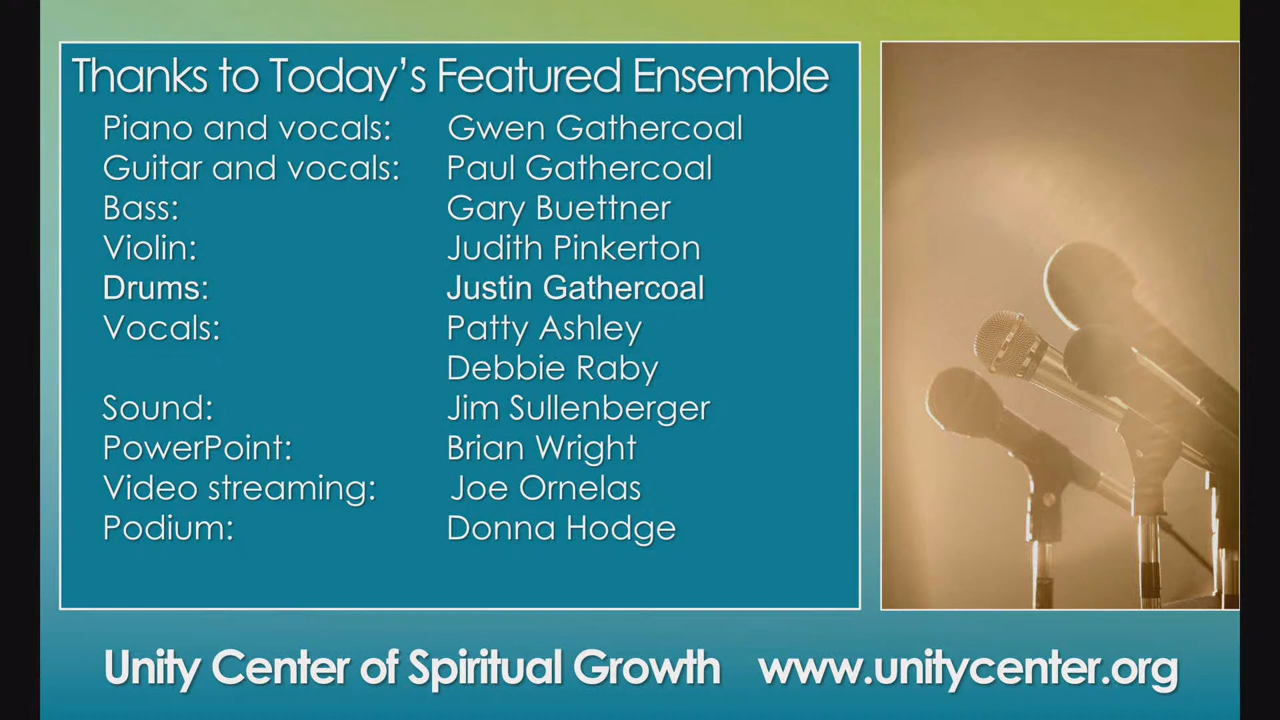 Thanks to Today's Featured Ensemble
Piano and vocals: Gwen Gathercoal
Guitar and vocals: Paul Gathercoal
Bass: Gary Buettner
Violin: Judith Pinkerton
Drums: Justin Gathercoal
Vocals: Patty Ashley
Debbie Raby
Sound: Jim Sullenberger
PowerPoint: Brian Wright
Video streaming: Joe Ornelas
Podium: Donna Hodge
Unity Center of Spiritual Growth www.unitycenter.org